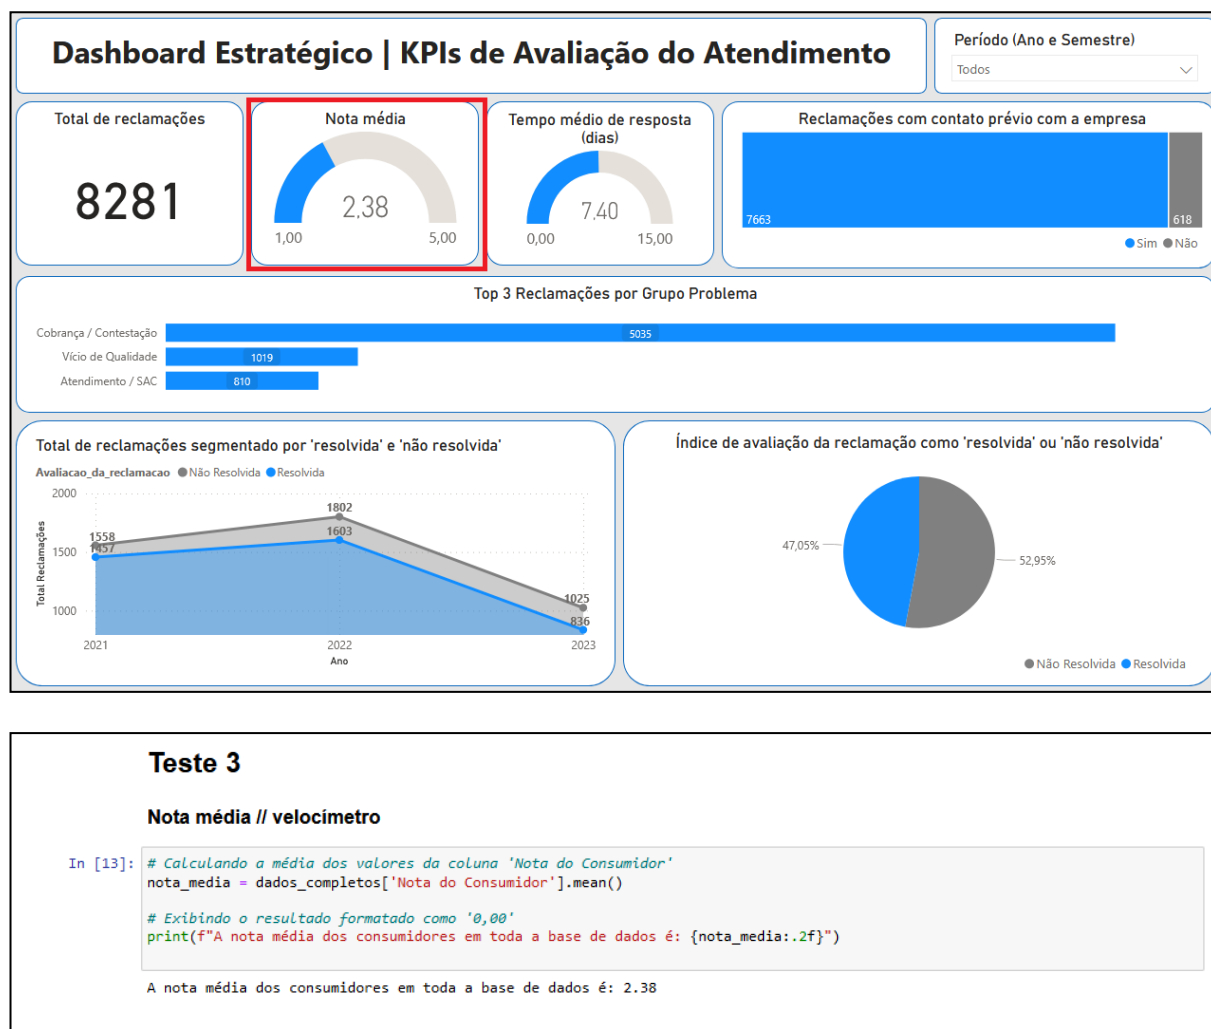 Dashboard Estratégico | KPIs de Avaliação do Atendimento
Período (Ano e Semestre)
Todos
Total de reclamações
8281
Nota média
2,38
1,00
5,00
Tempo médio de resposta
(dias)
7,40
0,00
15,00
Reclamações com contato prévio com a empresa
7663
618
Sim
Não
Top 3 Reclamações por Grupo Problema
Cobrança / Contestação
5035
Vício de Qualidade
1019
Atendimento / SAC
810
Total de reclamações segmentado por 'resolvida' e 'não resolvida'
Avaliacao_da_reclamacao Não Resolvida Resolvida
Total Reclamações
2000
1500
1000
1558
1457
1802
1603
1025
836
2021
2022
2023
Ano
Índice de avaliação da reclamação como 'resolvida' ou 'não resolvida'
47,05%
52,95%
Não Resolvida Resolvida
Teste 3
Nota média // velocímetro
In [13]:
# Calculando a média dos valores da coluna 'Nota do Consumidor'
nota_media = dados_completos['Nota do Consumidor'].mean()
# Exibindo o resultado formatado como '0,00'
print(f"A nota média dos consumidores em toda a base de dados é: {nota_media:.2f}")
A nota média dos consumidores em toda a base de dados é: 2.38